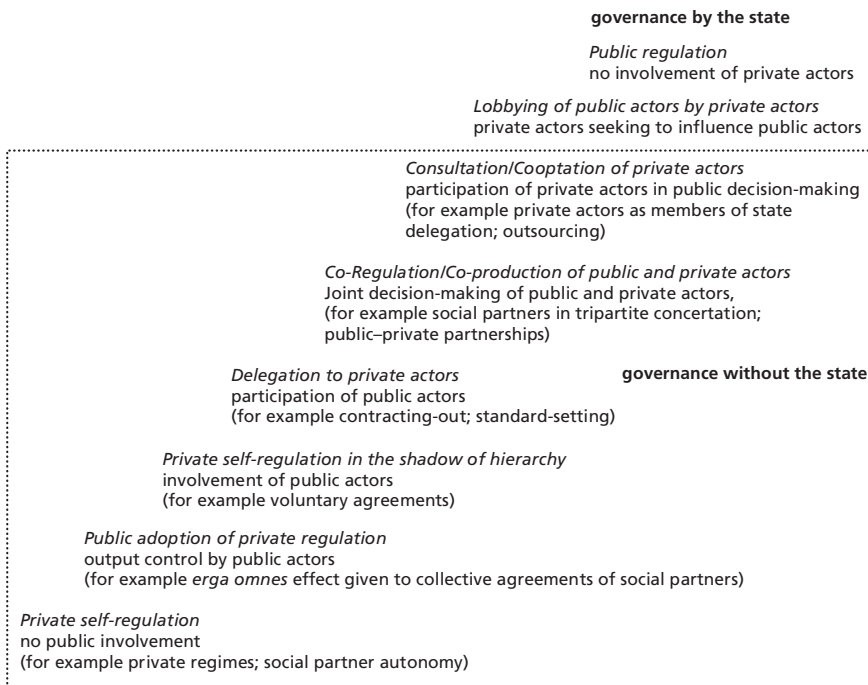 governance by the state
Public regulation
no involvement of private actors
Lobbying of public actors by private actors
private actors seeking to influence public actors
Consultation/Cooptation of private actors
participation of private actors in public decision-making
(for example private actors as members of state
delegation; outsourcing)
Co-Regulation/Co-production of public and private actors
Joint decision-making of public and private actors,
(for example social partners in tripartite concertation;
public–private partnerships)
Delegation to private actors
governance without the state
participation of public actors
(for example contracting-out; standard-setting)
Private self-regulation in the shadow of hierarchy
involvement of public actors
(for example voluntary agreements)
Public adoption of private regulation
output control by public actors
(for example erga omnes effect given to collective agreements of social partners)
Private self-regulation
no public involvement
(for example private regimes; social partner autonomy)